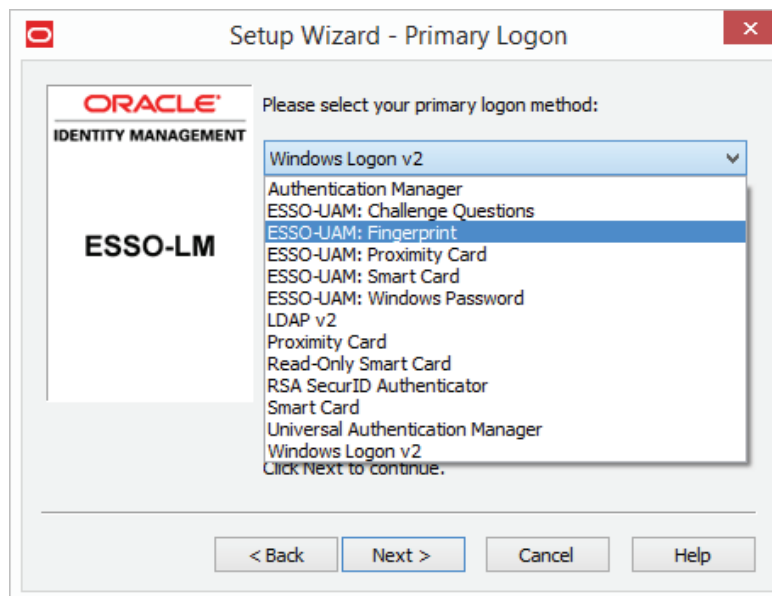 Setup Wizard - Primary Logon
ORACLE
IDENTITY MANAGEMENT
ESSO-LM
Please select your primary logon method:
Windows Logon v2
Authentication Manager
ESSO-UAM: Challenge Questions
ESSO-UAM: Fingerprint
ESSO-UAM: Proximity Card
ESSO-UAM: Smart Card
ESSO-UAM: Windows Password
LDAP v2
Proximity Card
Read-Only Smart Card
RSA SecurID Authenticator
Smart Card
Universal Authentication Manager
Windows Logon v2
Click Next to continue.
< Back
Next >
Cancel
Help